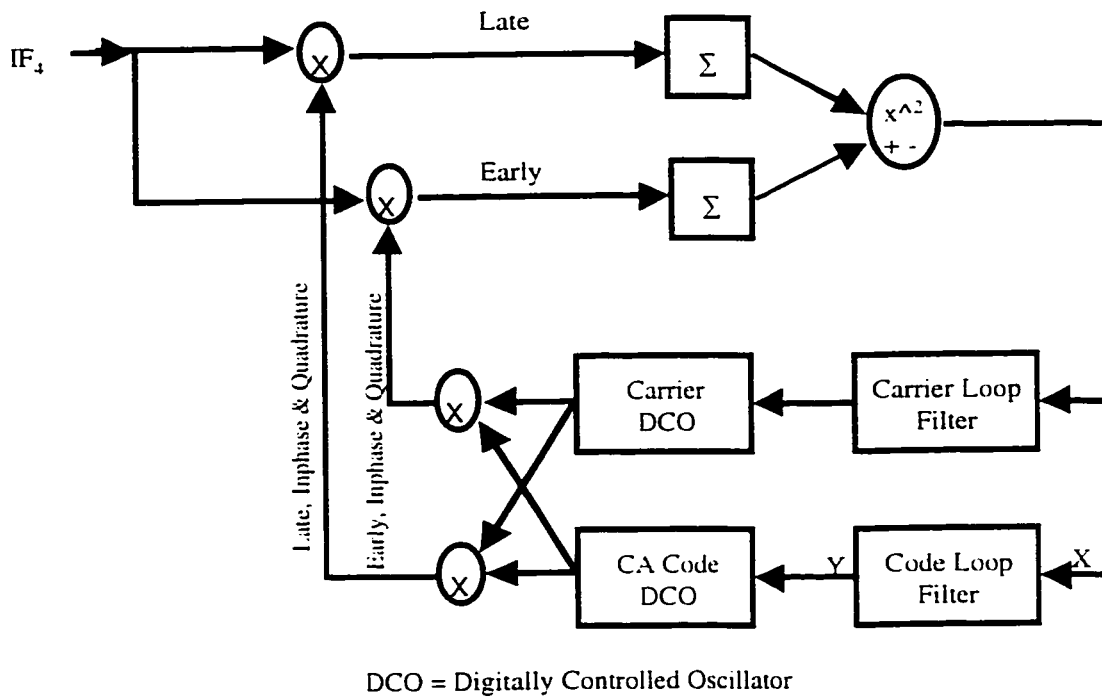 IF₄
Late
X
Σ
x^2
+ -
Early
X
Σ
Late, Inphase & Quadrature
Early, Inphase & Quadrature
X
Carrier
DCO
Carrier Loop
Filter
X
CA Code
DCO
Y
Code Loop
Filter
X
DCO = Digitally Controlled Oscillator